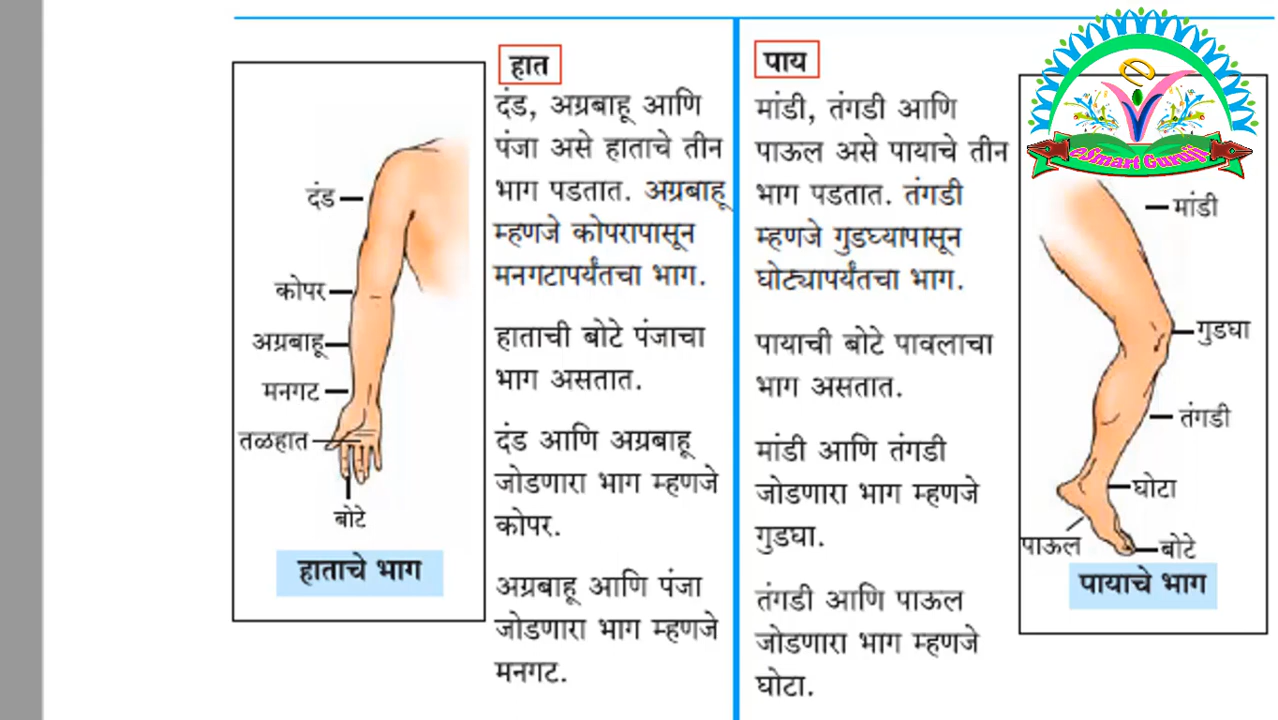 हात
दंड, अग्रबाहू आणि
पंजा असे हाताचे तीन
भाग पडतात. अग्रबाहू
म्हणजे कोपरापासून
मनगटापर्यंतचा भाग.
हाताची बोटे पंजाचा
भाग असतात.
दंड आणि अग्रबाहू
जोडणारा भाग म्हणजे
कोपर.
अग्रबाहू आणि पंजा
जोडणारा भाग म्हणजे
मनगट.
दंड
कोपर
अग्रबाहू
मनगट
तळहात
बोटे
हाताचे भाग
पाय
मांडी, तंगडी आणि
पाऊल असे पायाचे तीन
भाग पडतात. तंगडी
म्हणजे गुडघ्यापासून
घोट्यापर्यंतचा भाग.
पायाची बोटे पावलाचा
भाग असतात.
मांडी आणि तंगडी
जोडणारा भाग म्हणजे
गुडघा.
तंगडी आणि पाऊल
जोडणारा भाग म्हणजे
घोटा.
eSmart Guruji
मांडी
गुडघा
तंगडी
घोटा
पाऊल
बोटे
पायाचे भाग